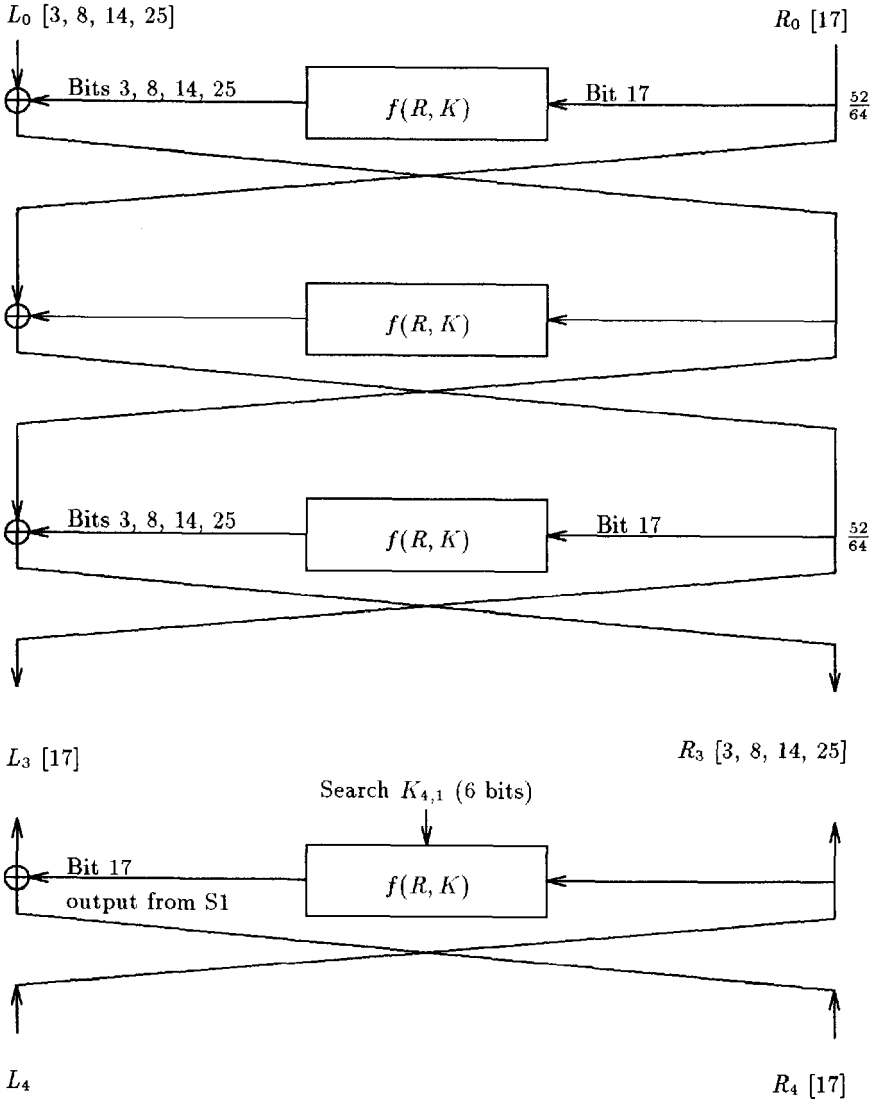 L₀ [3, 8, 14, 25] R₀ [17]
Bits 3, 8, 14, 25 f(R, K) Bit 17 52/64
f(R, K)
Bits 3, 8, 14, 25 f(R, K) Bit 17 52/64
L₃ [17] R₃ [3, 8, 14, 25]
Search K₄,₁ (6 bits)
Bit 17 f(R, K)
output from S1
L₄ R₄ [17]